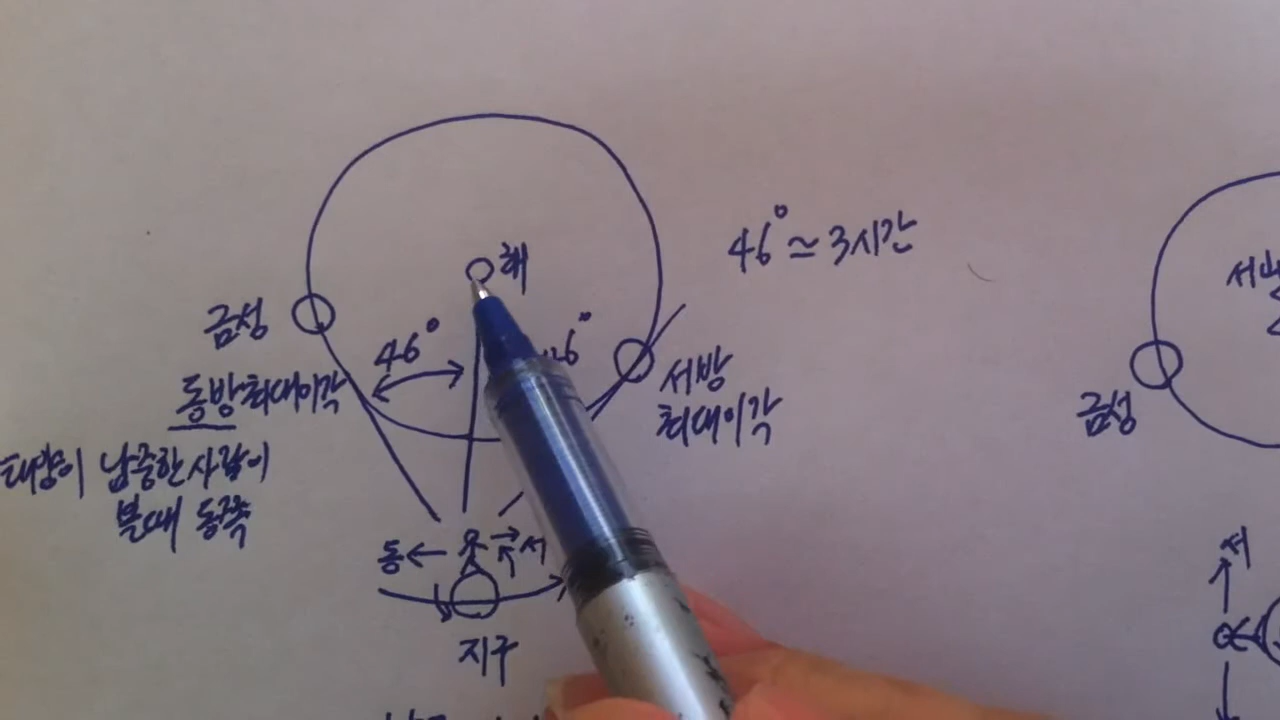 해
46° ≃ 3시간
금성
46°
46°
동방최대이각
서방
최대이각
태양이 남중한 사람이
볼때 동쪽
동
서
지구
금성
서